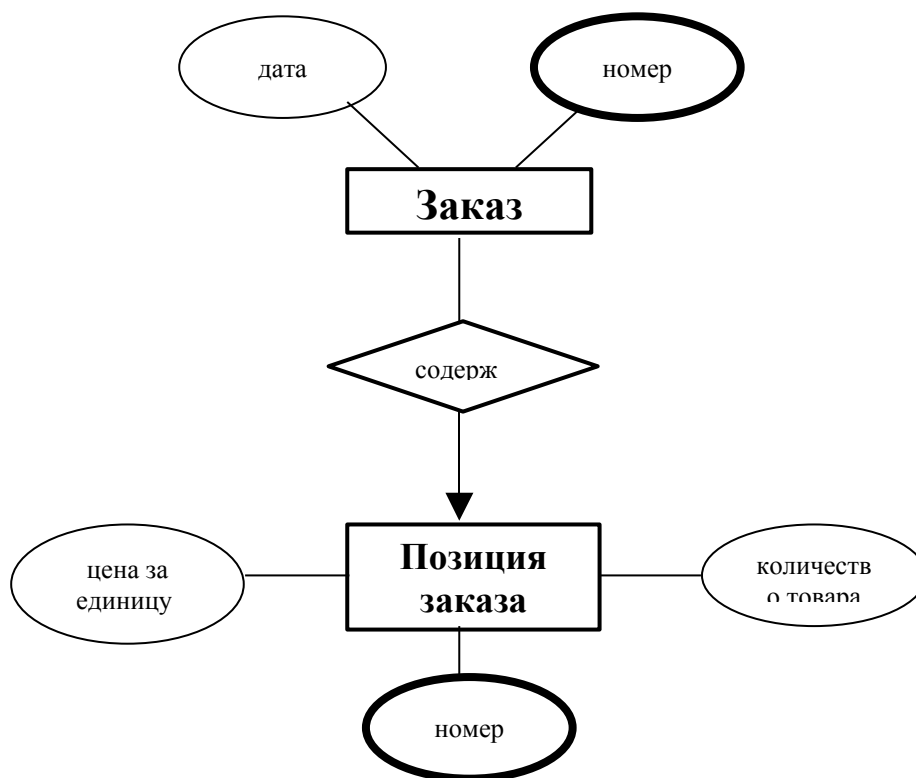 дата
номер
Заказ
содерж
Позиция
заказа
цена за
единицу
количеств
о товара
номер